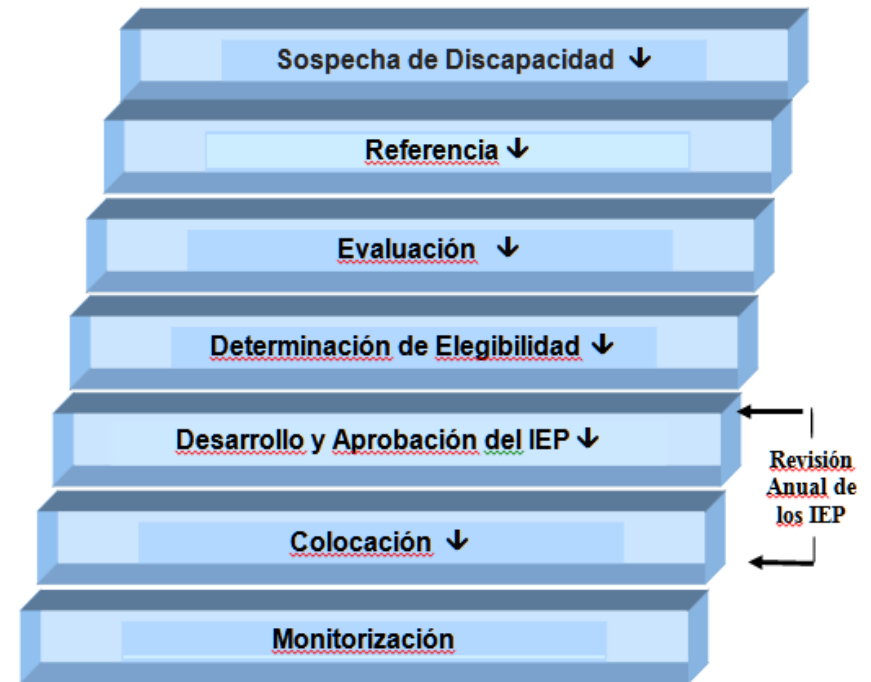 Sospecha de Discapacidad ↓
Referencia ↓
Evaluación ↓
Determinación de Elegibilidad ↓
Desarrollo y Aprobación del IEP ↓
Revisión
Anual de
los IEP
Colocación ↓
Monitorización